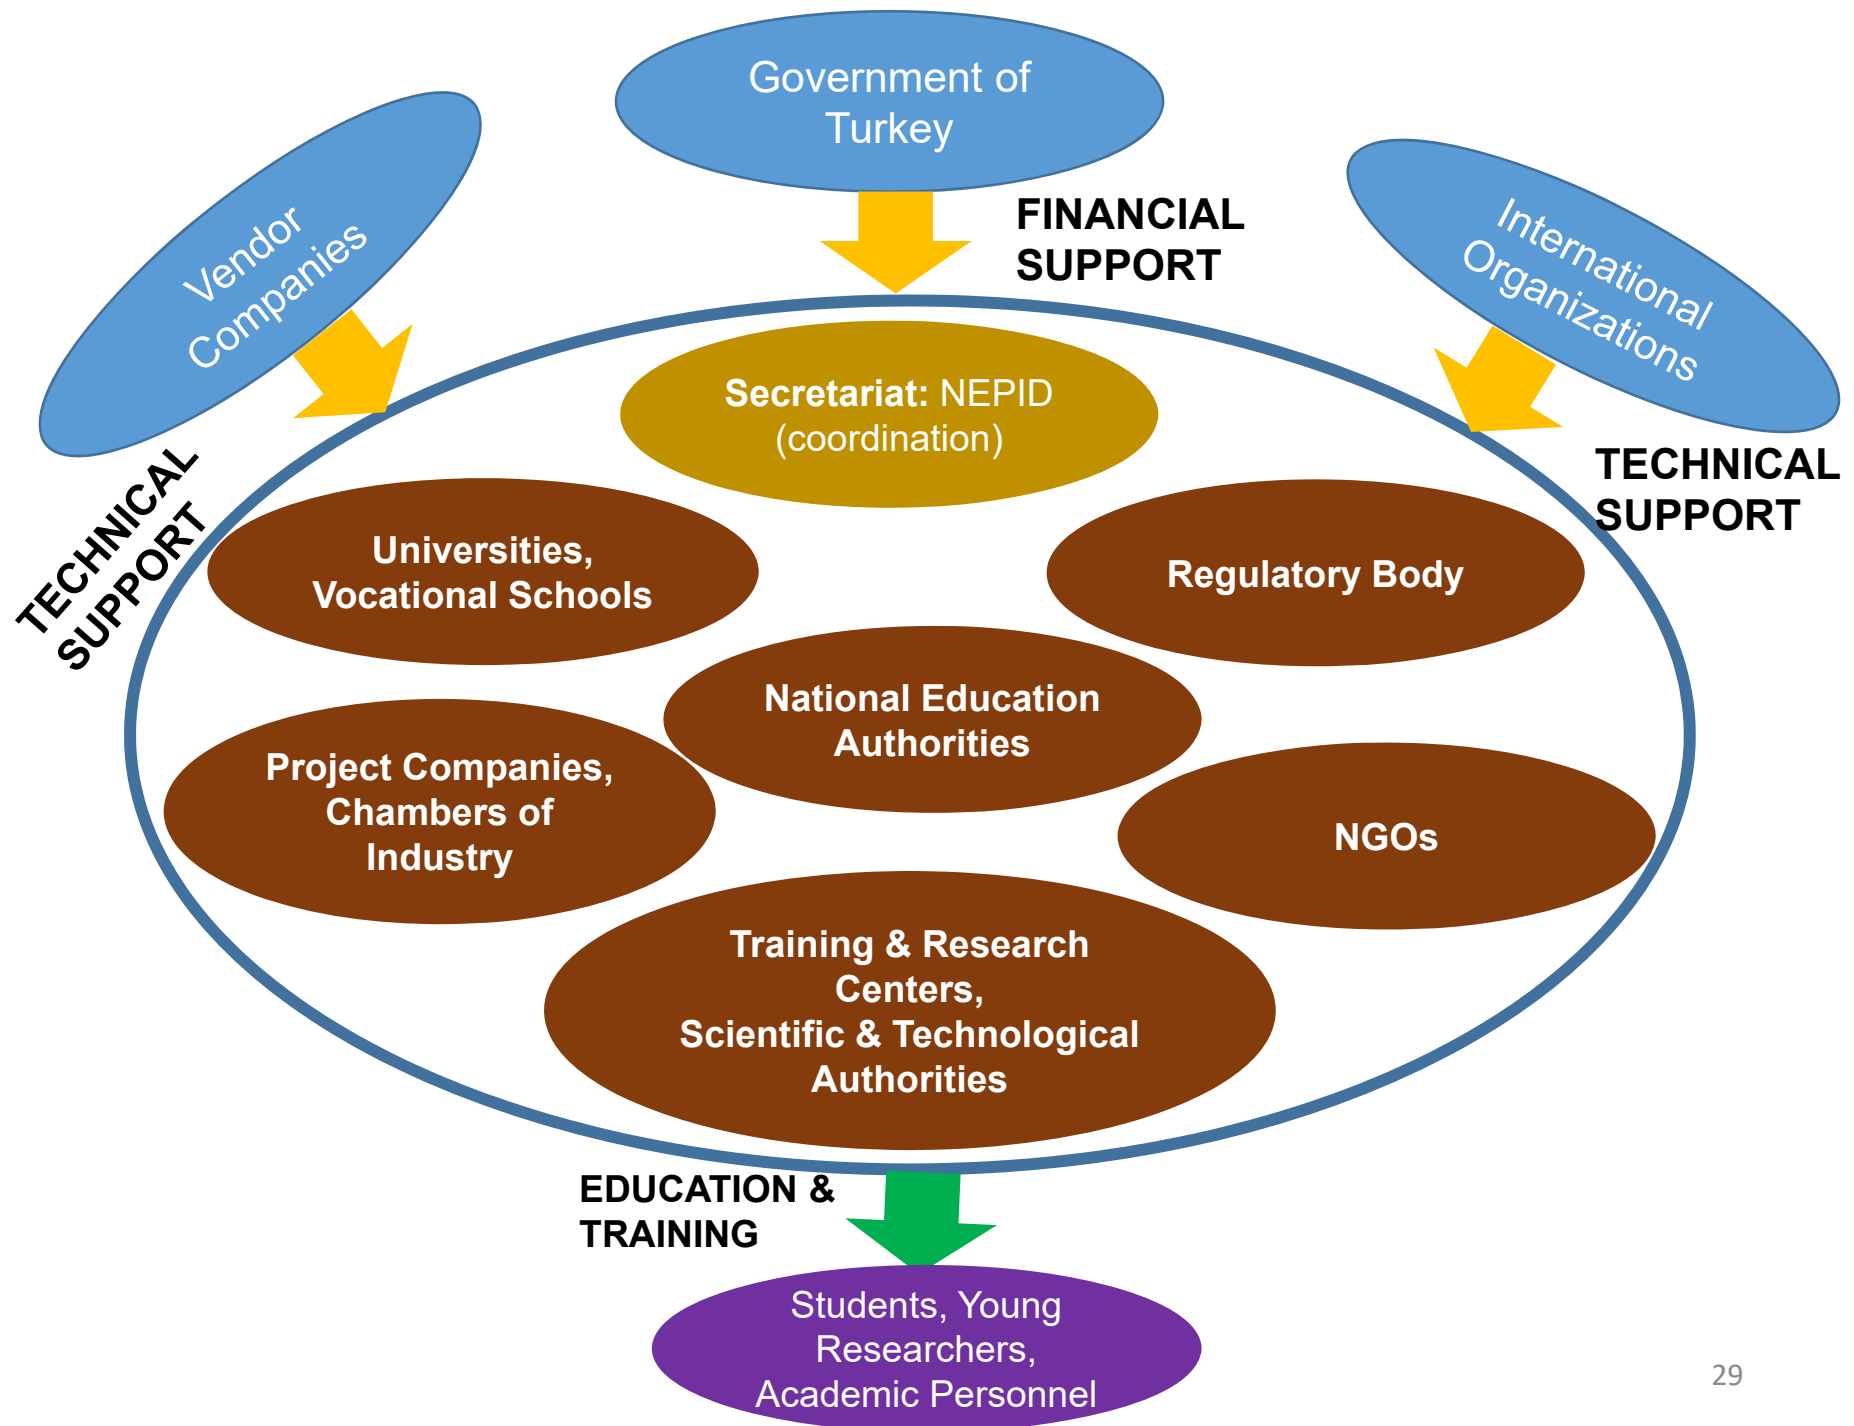 Government of
Turkey
Vendor
Companies
International
Organizations
FINANCIAL
SUPPORT
TECHNICAL
SUPPORT
TECHNICAL
SUPPORT
Secretariat: NEPID
(coordination)
Universities,
Vocational Schools
Regulatory Body
National Education
Authorities
Project Companies,
Chambers of
Industry
NGOs
Training & Research
Centers,
Scientific & Technological
Authorities
EDUCATION &
TRAINING
Students, Young
Researchers,
Academic Personnel
29